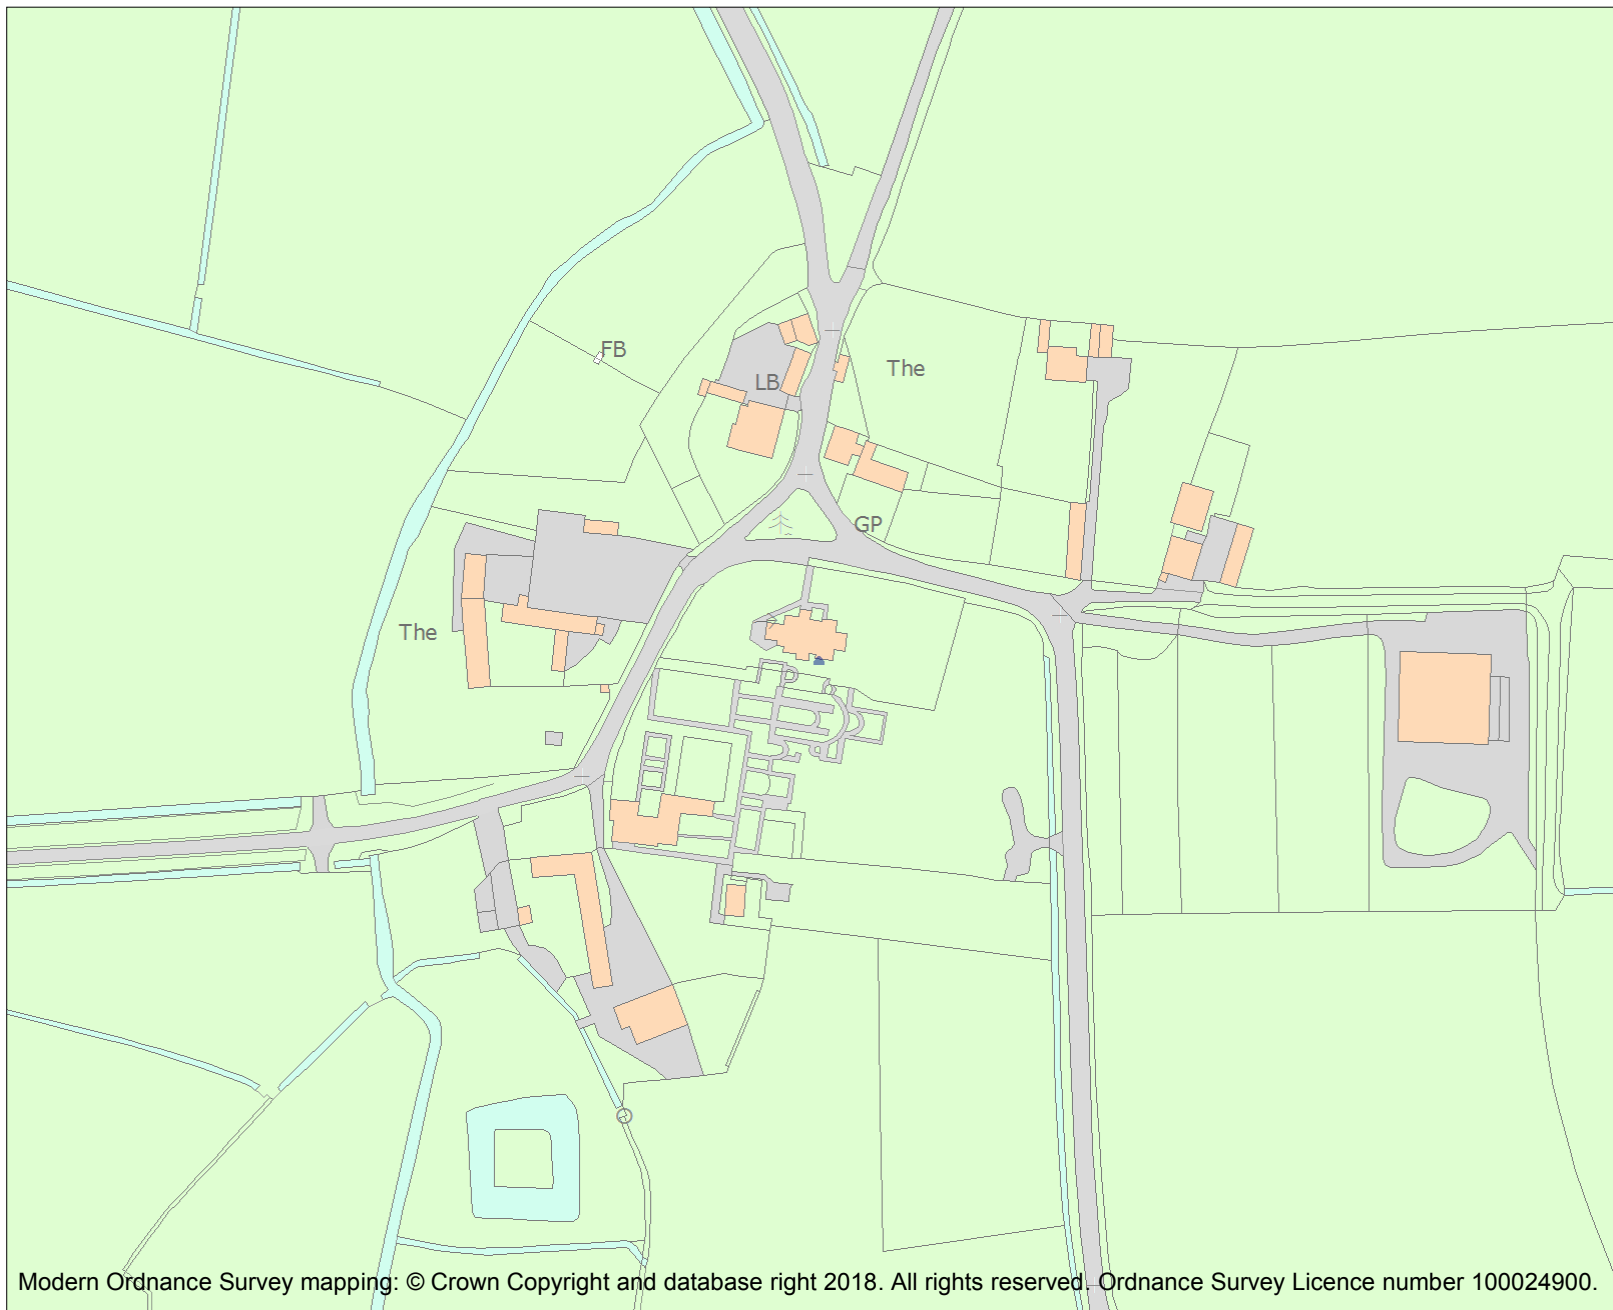 FB
The
LB
GP
The
Modern Ordnance Survey mapping: © Crown Copyright and database right 2018. All rights reserved. Ordnance Survey Licence number 100024900.